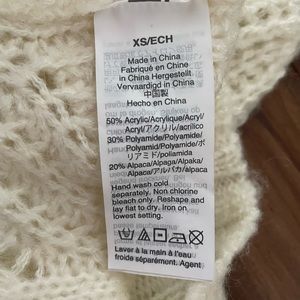 XS/ECH
Made in China
Fabriqué en Chine
in China Hergestellt
Vervaardigd in China
中国製
Hecho en China
50% Acrylic/Acrylique/Acryl/
Acryl/アクリル/acrílico
30% Polyamide/Polyamide/
Polyamid/Polyamide/ポ
リアミド/poliamida
20% Alpaca/Alpaga/Alpaka/
Alpaca/アルパカ/alpaca
Hand wash cold
separately. Non chlorine
bleach only. Reshape and
lay flat to dry. Iron on
lowest setting.
Laver à la main à l'eau
froide séparément. Agent